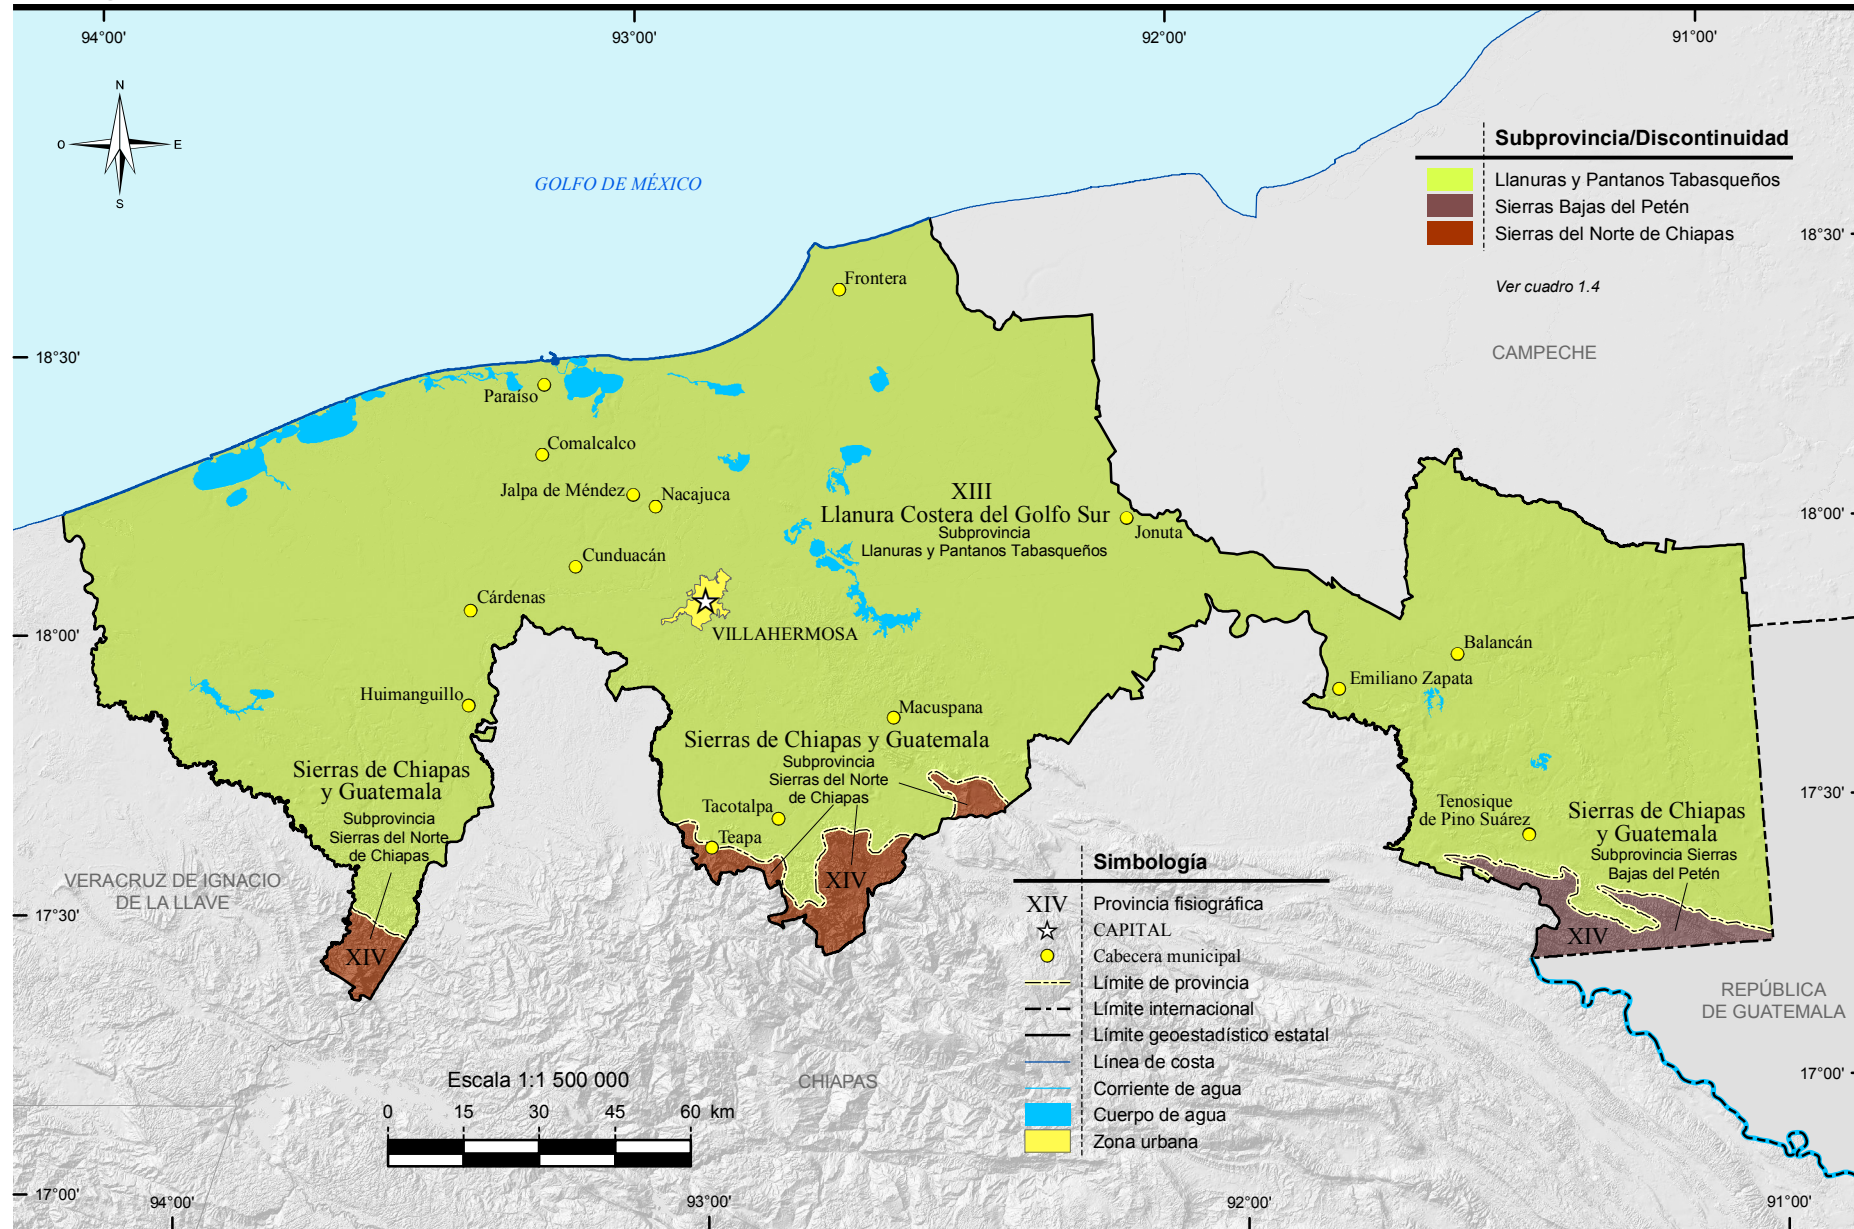 94°00'
93°00'
92°00'
91°00'
N
O
E
S
GOLFO DE MÉXICO
Subprovincia/Discontinuidad
Llanuras y Pantanos Tabasqueños
Sierras Bajas del Petén
Sierras del Norte de Chiapas
Ver cuadro 1.4
18°30'
18°30'
CAMPECHE
Frontera
Paraíso
Comalcalco
Jalpa de Méndez
Nacajuca
XIII
Llanura Costera del Golfo Sur
Subprovincia
Llanuras y Pantanos Tabasqueños
Jonuta
18°00'
Cunduacán
Cárdenas
VILLAHERMOSA
18°00'
Balancán
Emiliano Zapata
Huimanguillo
Macuspana
Sierras de Chiapas y Guatemala
Subprovincia
Sierras del Norte
de Chiapas
Sierras de Chiapas
y Guatemala
Subprovincia
Sierras del Norte
de Chiapas
Tacotalpa
Teapa
Tenosique
de Pino Suárez
Sierras de Chiapas
y Guatemala
Subprovincia Sierras
Bajas del Petén
17°30'
VERACRUZ DE IGNACIO
DE LA LLAVE
17°30'
XIV
XIV
XIV
REPÚBLICA
DE GUATEMALA
Simbología
XIV Provincia fisiográfica
CAPITAL
Cabecera municipal
Límite de provincia
Límite internacional
Límite geoestadístico estatal
Línea de costa
Corriente de agua
Cuerpo de agua
Zona urbana
CHIAPAS
17°00'
Escala 1:1 500 000
0 15 30 45 60 km
17°00'
94°00'
93°00'
92°00'
91°00'